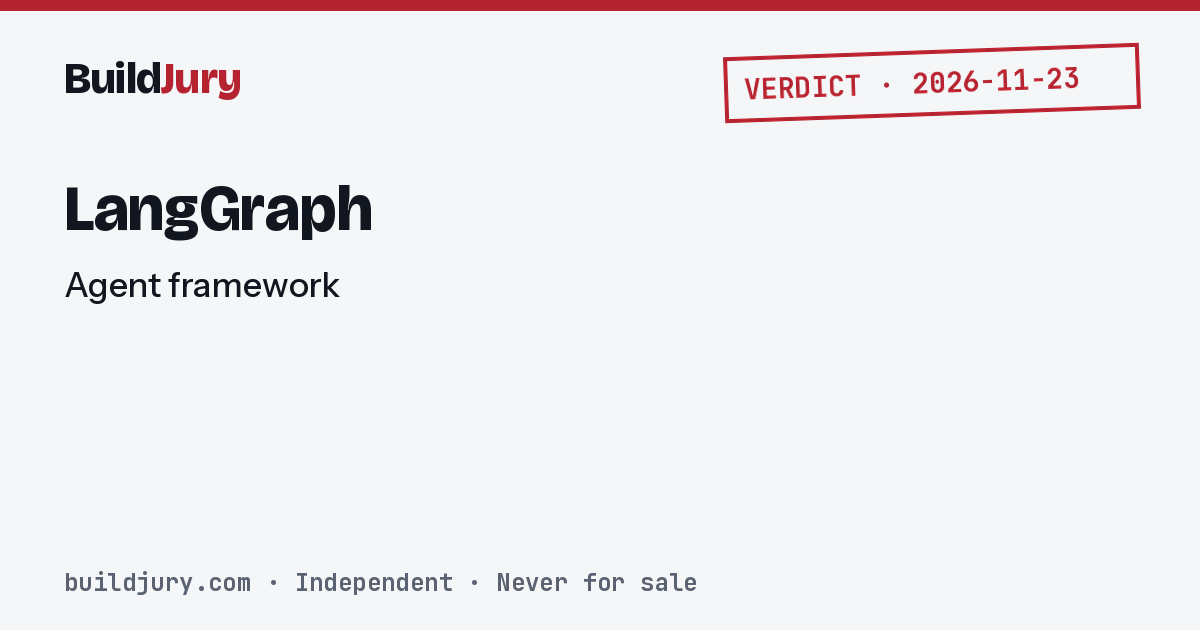 BuildJury
VERDICT · 2026-11-23
LangGraph
Agent framework
buildjury.com · Independent · Never for sale